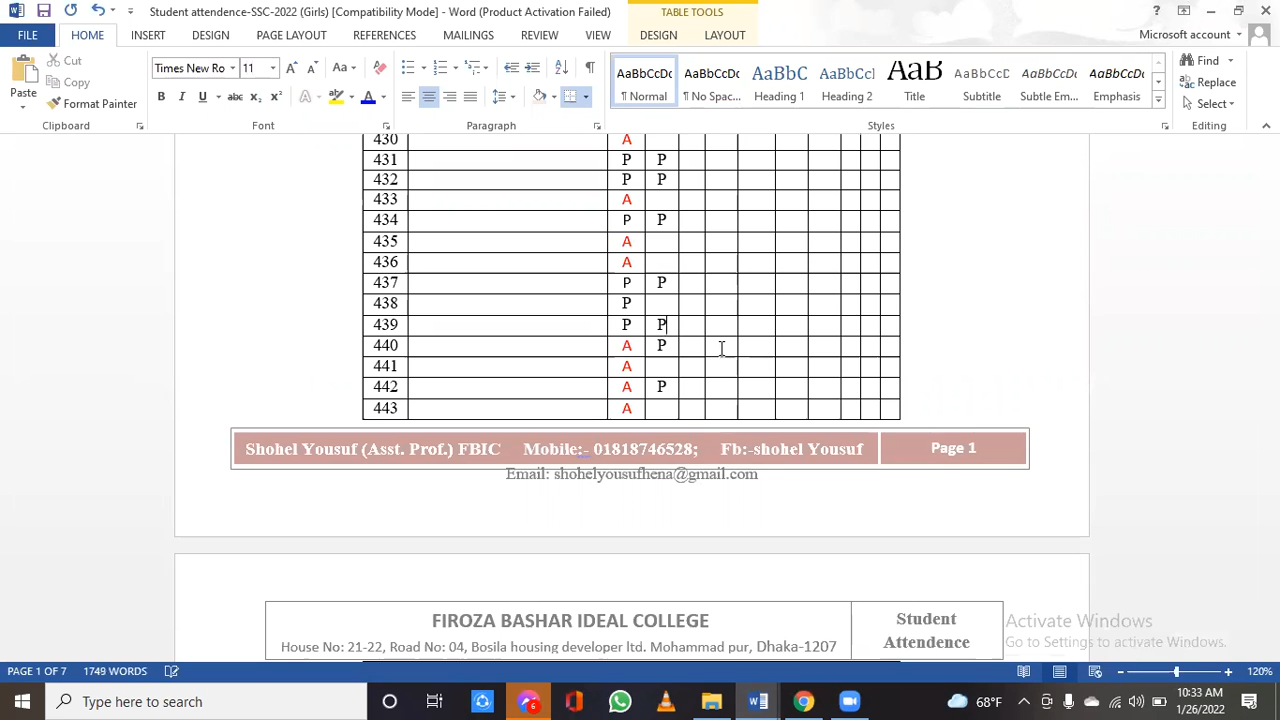 Student attendence-SSC-2022 (Girls) [Compatibility Mode] - Word (Product Activation Failed)
TABLE TOOLS
?
FILE HOME INSERT DESIGN PAGE LAYOUT REFERENCES MAILINGS REVIEW VIEW DESIGN LAYOUT
Microsoft account
Paste
Cut
Copy
Format Painter
Clipboard
Times New Ro 11
Aa
B I U abc x₂ x² A A
Font
Paragraph
AaBbCcDc AaBbCcDc AaBbC AaBbCcD AaB AaBbCcD AaBbCcDc AaBbCcDc
¶ Normal ¶ No Spac... Heading 1 Heading 2 Title Subtitle Subtle Em... Emphasis
Styles
Find
Replace
Select
Editing
430 A
431 P P
432 P P
433 A
434 P P
435 A
436 A
437 P P
438 P
439 P P
440 A P
441 A
442 A P
443 A
Shohel Yousuf (Asst. Prof.) FBIC Mobile:- 01818746528; Fb:-shohel Yousuf Page 1
Email: shohelyousufhena@gmail.com
FIROZA BASHAR IDEAL COLLEGE
House No: 21-22, Road No: 04, Bosila housing developer ltd. Mohammad pur, Dhaka-1207
Student
Attendence
Activate Windows
Go to Settings to activate Windows.
PAGE 1 OF 7 1749 WORDS 120%
Type here to search
6
68°F
10:33 AM
1/26/2022